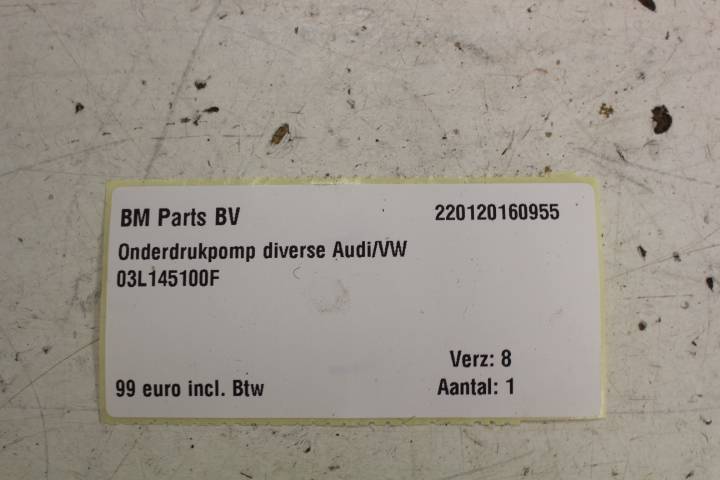 BM Parts BV 220120160955
Onderdrukpomp diverse Audi/VW
03L145100F
Verz: 8
99 euro incl. Btw Aantal: 1